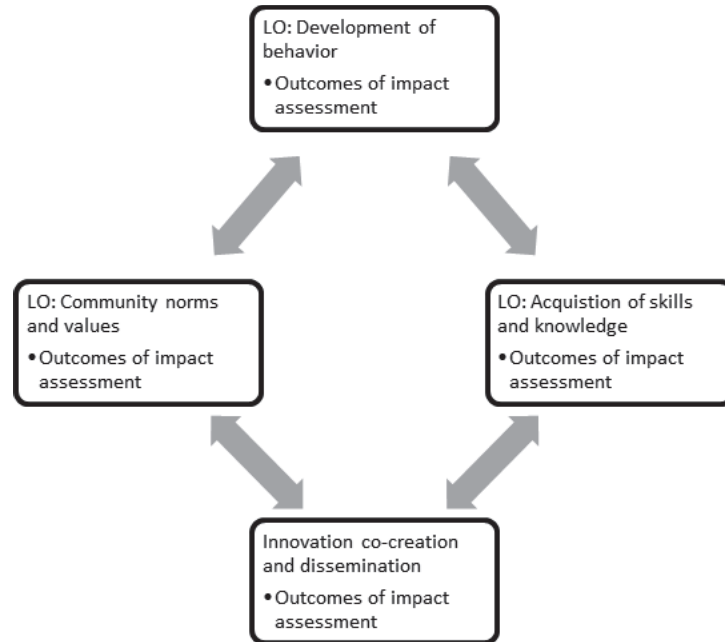 LO: Development of
behavior
•Outcomes of impact
assessment
LO: Community norms
and values
•Outcomes of impact
assessment
LO: Acquistion of skills
and knowledge
•Outcomes of impact
assessment
Innovation co-creation
and dissemination
•Outcomes of impact
assessment